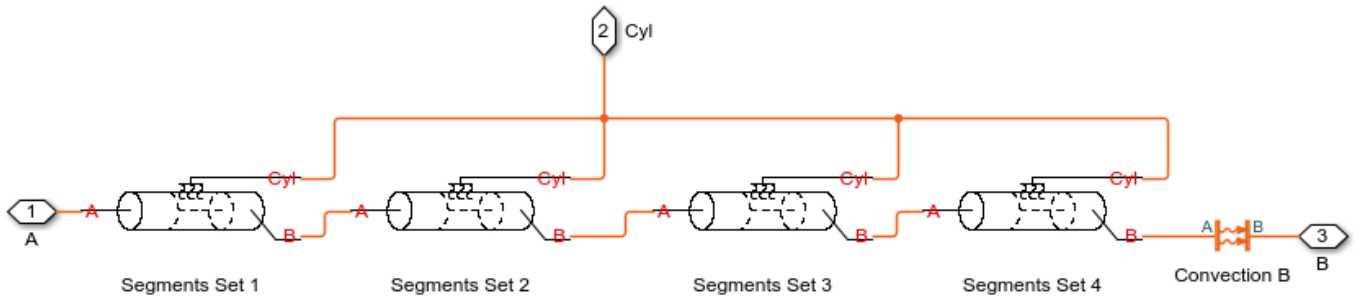 2 Cyl
Cyl Cyl Cyl Cyl
1 A A A A A B 3
A B B B B B
Segments Set 1 Segments Set 2 Segments Set 3 Segments Set 4 Convection B